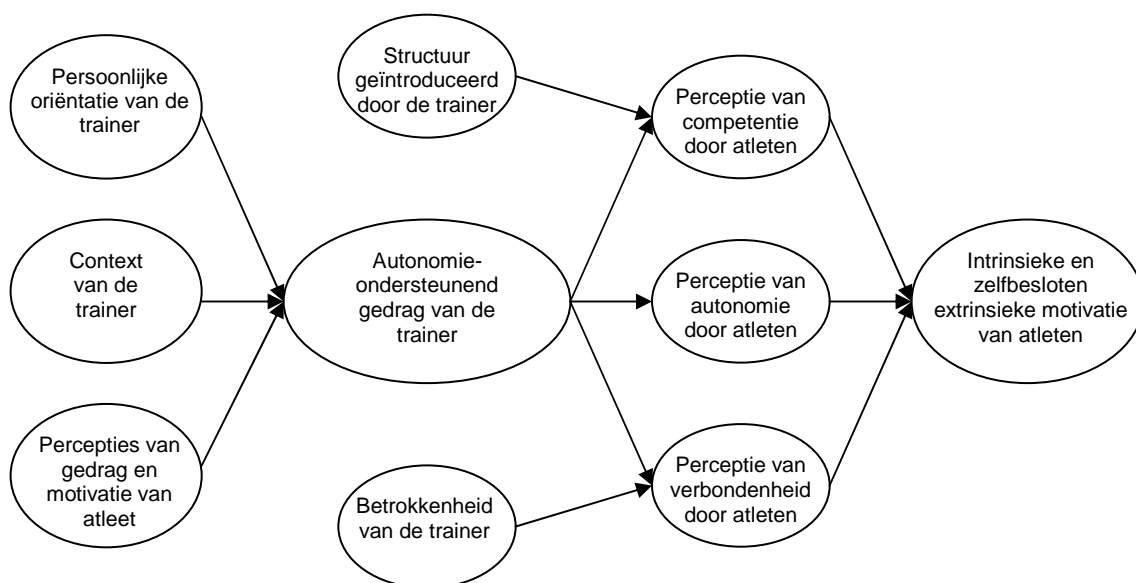 Persoonlijke
oriëntatie van de
trainer
Context
van de
trainer
Percepties van
gedrag en
motivatie van
atleet
Structuur
geïntroduceerd
door de trainer
Autonomie-
ondersteunend
gedrag van de
trainer
Betrokkenheid
van de trainer
Perceptie van
competentie
door atleten
Perceptie van
autonomie
door atleten
Perceptie van
verbondenheid
door atleten
Intrinsieke en
zelfbesloten
extrinsieke motivatie
van atleten